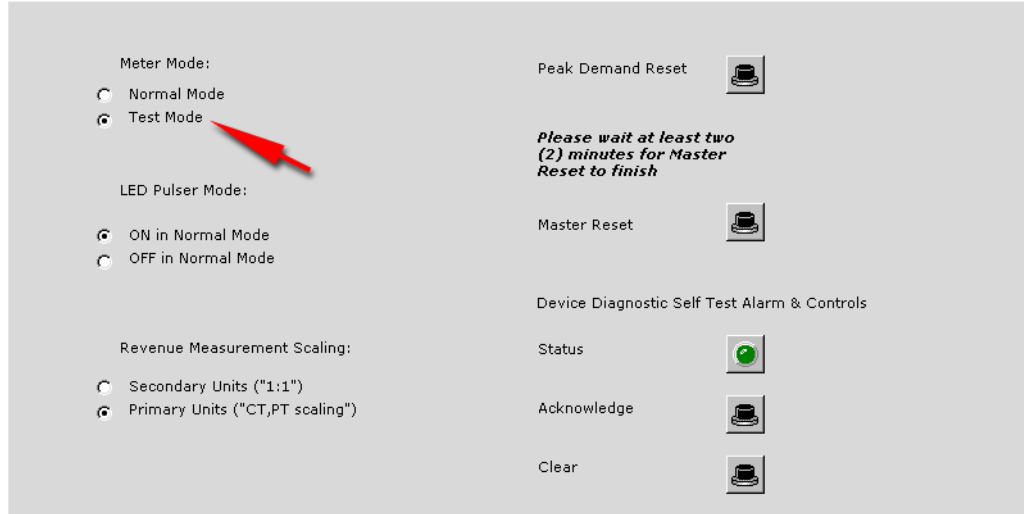 Meter Mode:
Normal Mode
Test Mode
LED Pulser Mode:
ON in Normal Mode
OFF in Normal Mode
Revenue Measurement Scaling:
Secondary Units ("1:1")
Primary Units ("CT,PT scaling")
Peak Demand Reset
Please wait at least two
(2) minutes for Master
Reset to finish
Master Reset
Device Diagnostic Self Test Alarm & Controls
Status
Acknowledge
Clear